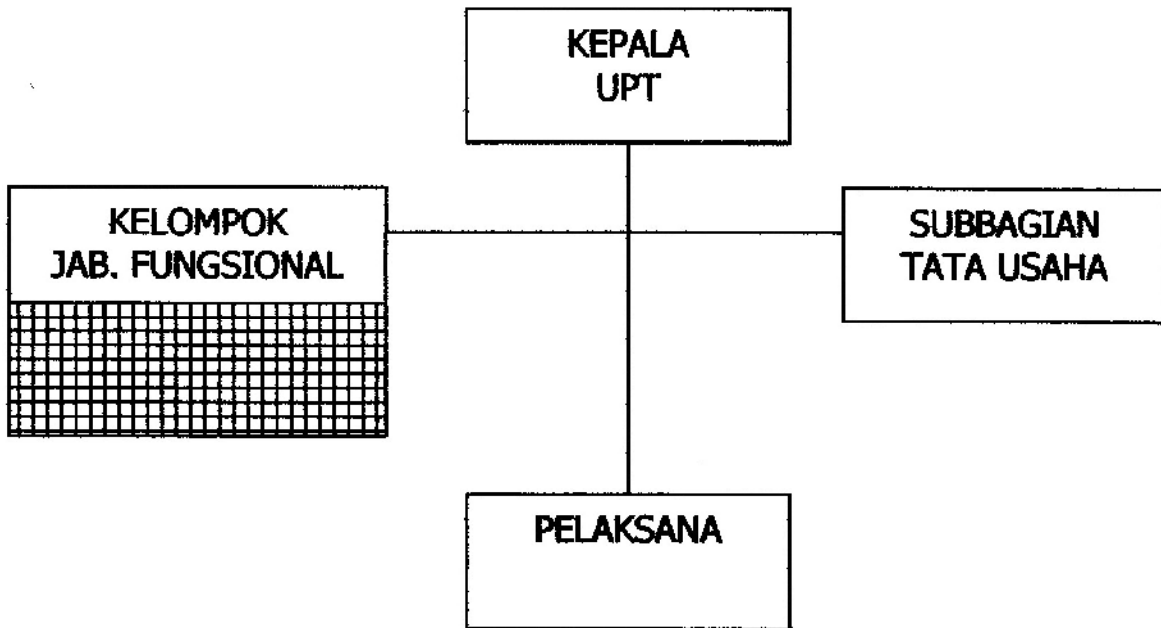 KEPALA
UPT
KELOMPOK
JAB. FUNGSIONAL
SUBBAGIAN
TATA USAHA
PELAKSANA